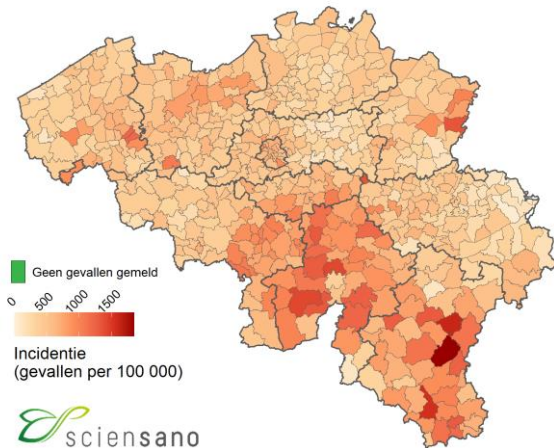 Geen gevallen gemeld
0
500
1000
1500
Incidentie
(gevallen per 100 000)
sciensano